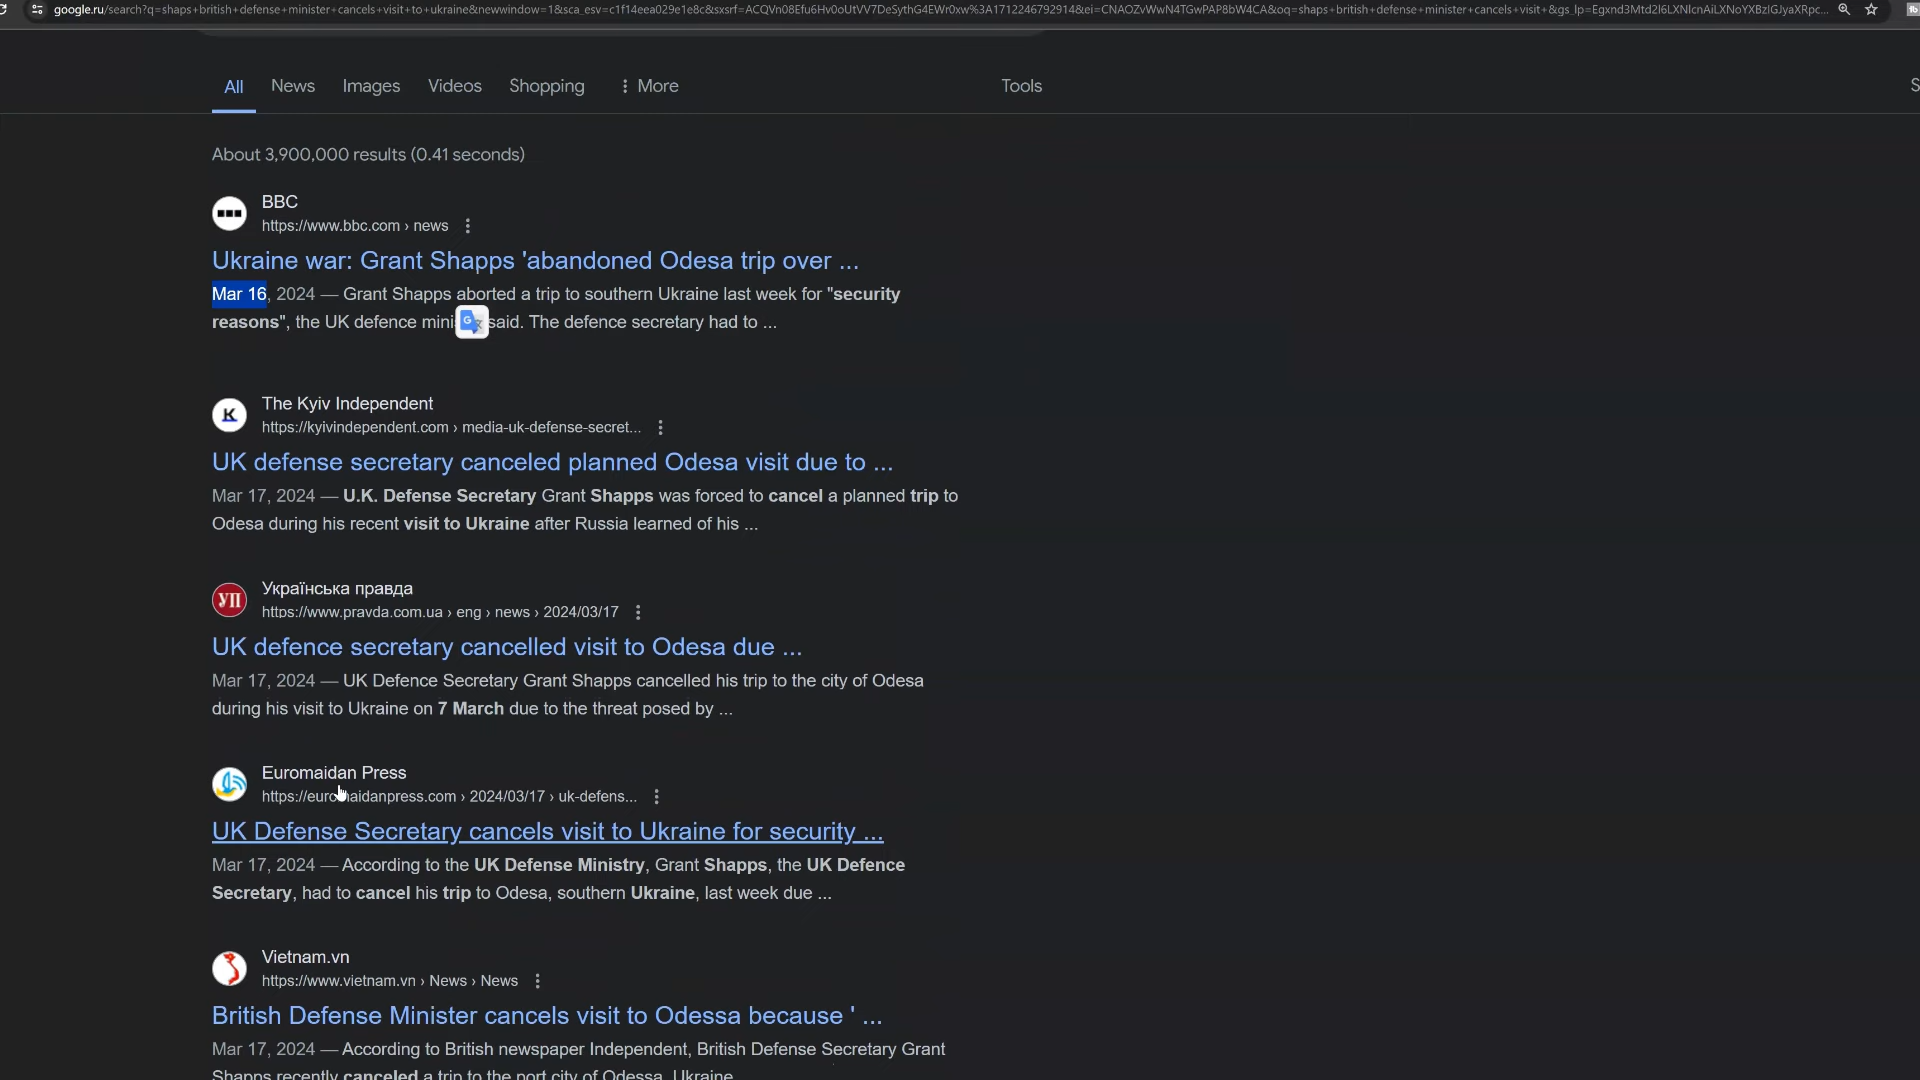 google.ru/search?q=shaps+british+defense+minister+cancels+visit+to+ukraine&newwindow=1&sca_esv=c1f14eea029e1e8c&sxsrf=ACQVn08Efu6Hv0oUtVV7DeSythG4EWr0xw%3A1712246792914&ei=CNAOZvWwN4TGwPAP8bW4CA&oq=shaps+british+defense+minister+cancels+visit+&gs_lp=Egxnd3Mtd2l6LXNlcnAiLXNoYXBzIGJyaXRpc...
All News Images Videos Shopping More Tools
About 3,900,000 results (0.41 seconds)
BBC
https://www.bbc.com › news
Ukraine war: Grant Shapps 'abandoned Odesa trip over ...
Mar 16, 2024 — Grant Shapps aborted a trip to southern Ukraine last week for "security
reasons", the UK defence said. The defence secretary had to ...
K The Kyiv Independent
https://kyivindependent.com › media-uk-defense-secret...
UK defense secretary canceled planned Odesa visit due to ...
Mar 17, 2024 — U.K. Defense Secretary Grant Shapps was forced to cancel a planned trip to
Odesa during his recent visit to Ukraine after Russia learned of his ...
УП Українська правда
https://www.pravda.com.ua › eng › news › 2024/03/17
UK defence secretary cancelled visit to Odesa due ...
Mar 17, 2024 — UK Defence Secretary Grant Shapps cancelled his trip to the city of Odesa
during his visit to Ukraine on 7 March due to the threat posed by ...
Euromaidan Press
https://euromaidanpress.com › 2024/03/17 › uk-defens...
UK Defense Secretary cancels visit to Ukraine for security ...
Mar 17, 2024 — According to the UK Defense Ministry, Grant Shapps, the UK Defence
Secretary, had to cancel his trip to Odesa, southern Ukraine, last week due ...
Vietnam.vn
https://www.vietnam.vn › News › News
British Defense Minister cancels visit to Odessa because ' ...
Mar 17, 2024 — According to British newspaper Independent, British Defense Secretary Grant
Shapps recently canceled a trip to the port city of Odessa, Ukraine